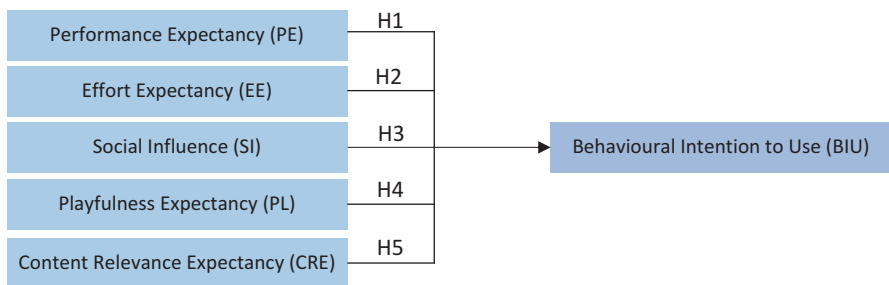 Performance Expectancy (PE)
H1
Effort Expectancy (EE)
H2
Social Influence (SI)
H3
Behavioural Intention to Use (BIU)
Playfulness Expectancy (PL)
H4
Content Relevance Expectancy (CRE)
H5